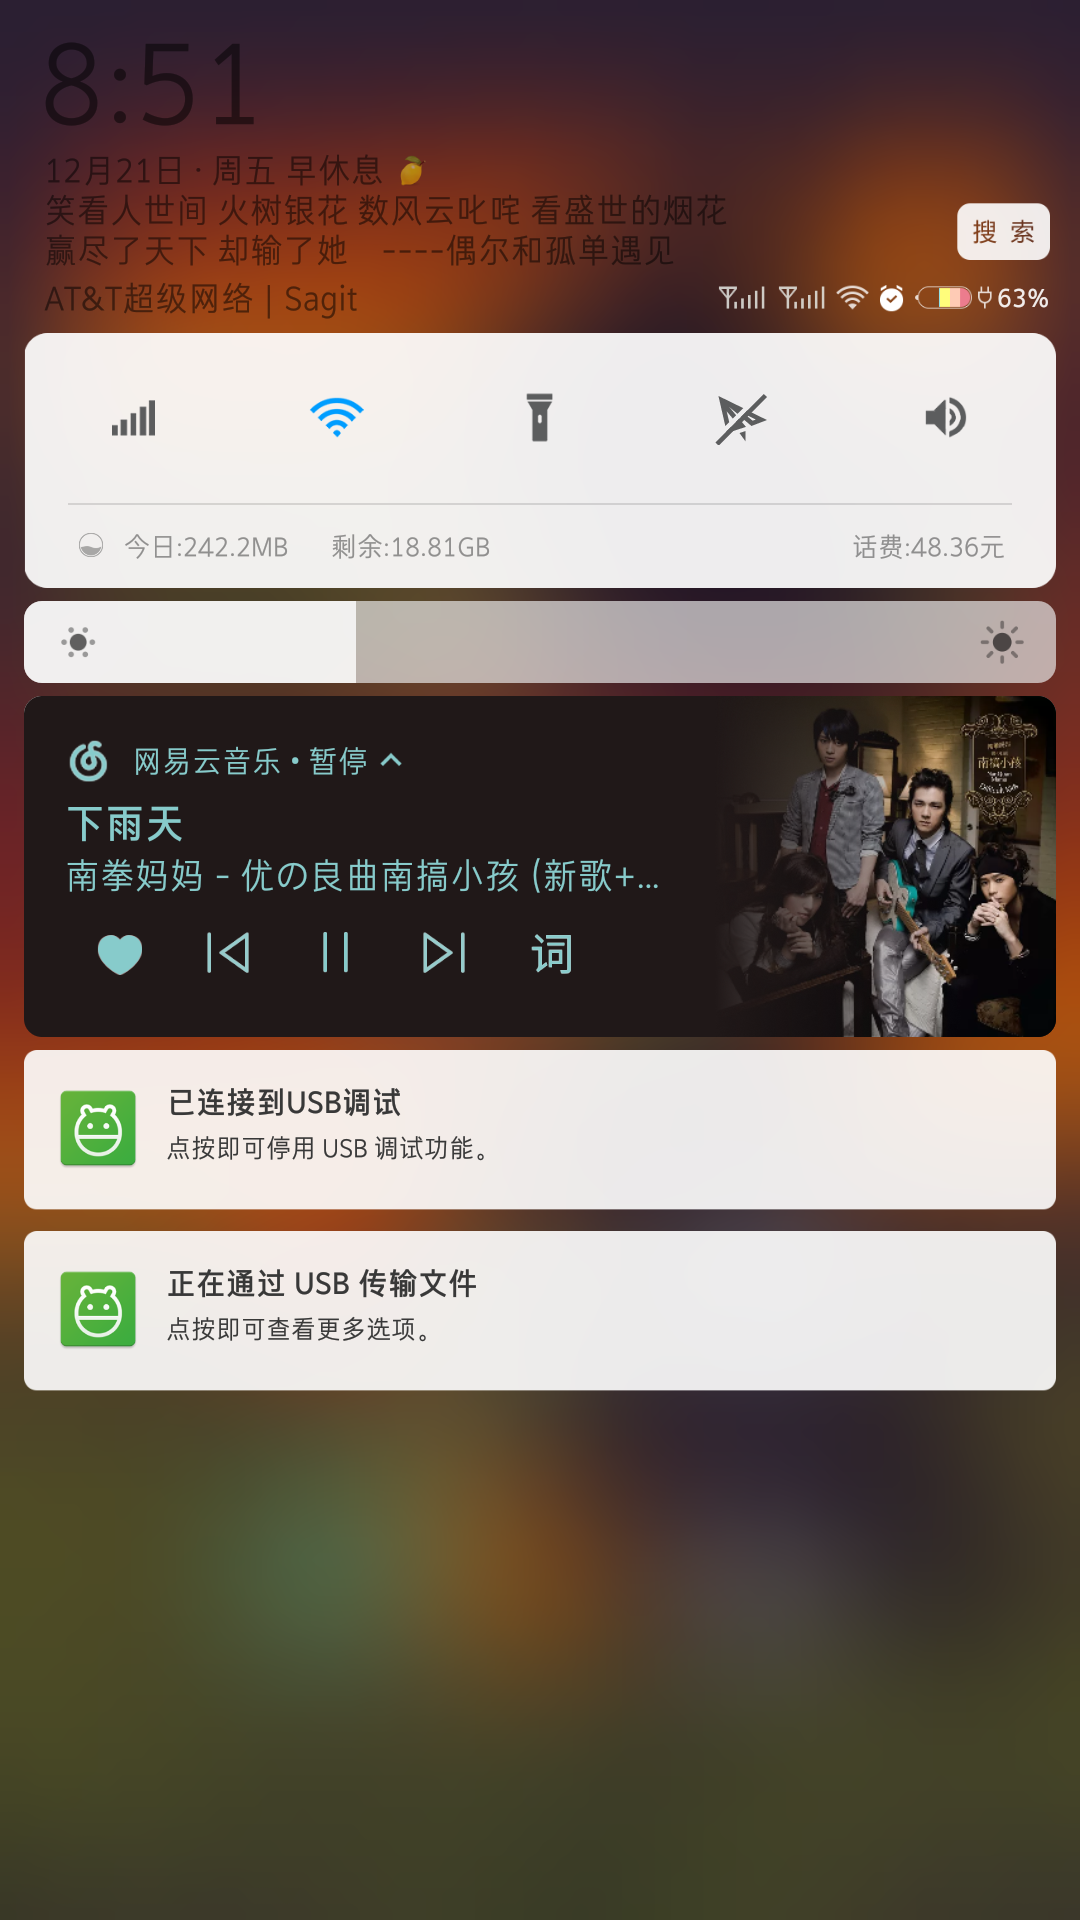 8:51
12月21日 · 周五 早休息 🍋
笑看人世间 火树银花 数风云叱咤 看盛世的烟花
赢尽了天下 却输了她 ----偶尔和孤单遇见
搜 索
AT&T超级网络 | Sagit
63%
今日:242.2MB 剩余:18.81GB 话费:48.36元
网易云音乐 • 暂停
下雨天
南拳妈妈 - 优の良曲南搞小孩 (新歌+...
词
南搞小孩
已连接到USB调试
点按即可停用 USB 调试功能。
正在通过 USB 传输文件
点按即可查看更多选项。